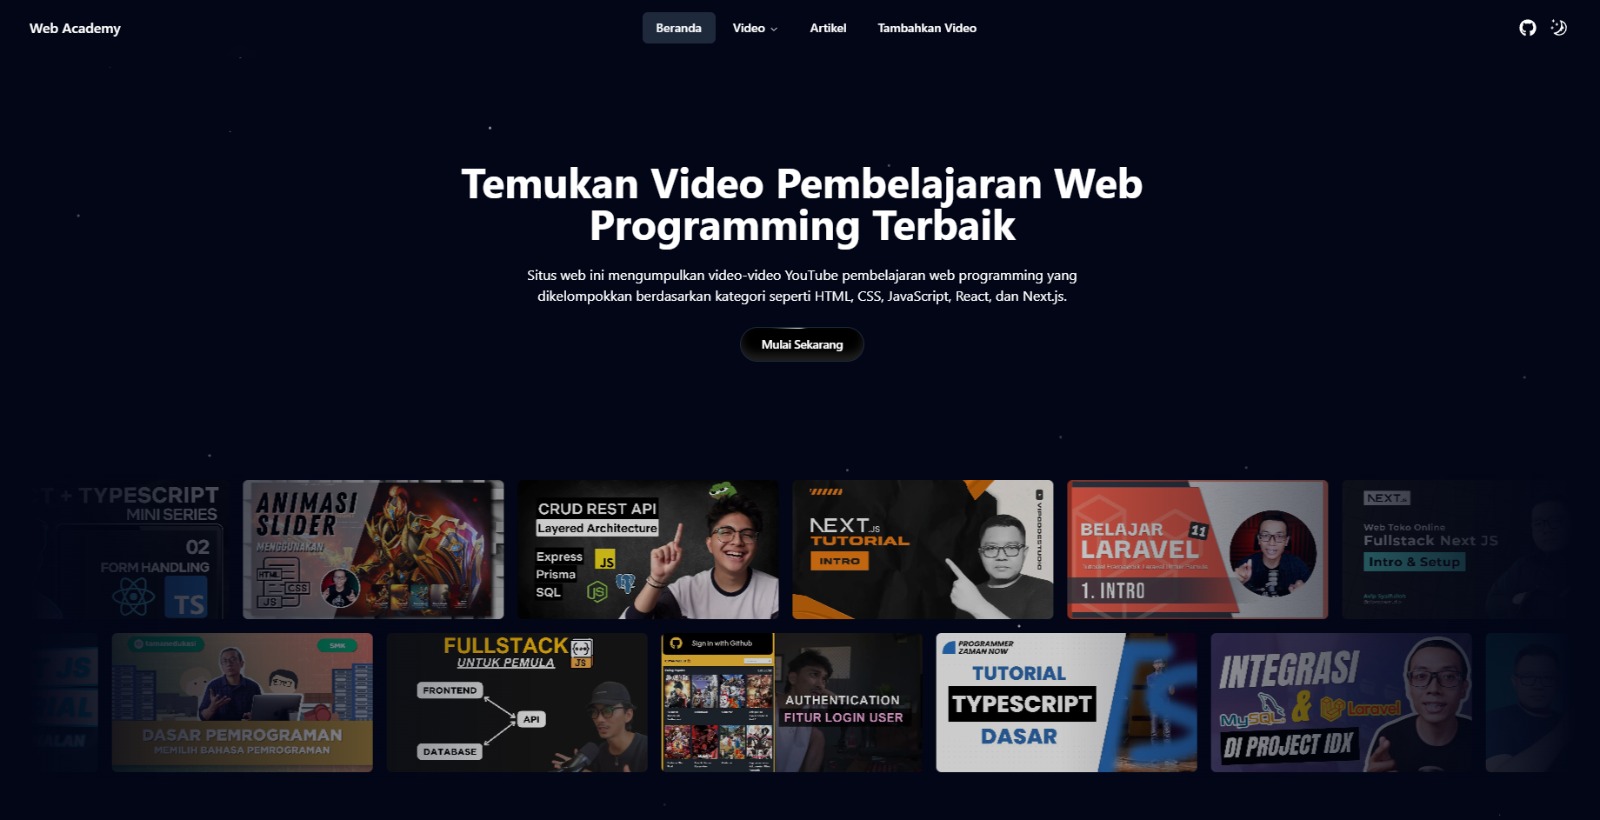 Web Academy
Beranda
Video
Artikel
Tambahkan Video
Temukan Video Pembelajaran Web
Programming Terbaik
Situs web ini mengumpulkan video-video YouTube pembelajaran web programming yang
dikelompokkan berdasarkan kategori seperti HTML, CSS, JavaScript, React, dan Next.js.
Mulai Sekarang
T + TYPESCRIPT
MINI SERIES
02
FORM HANDLING
TS
ANIMASI
SLIDER
MENGGUNAKAN
HTML
CSS
JS
CRUD REST API
Layered Architecture
Express
Prisma
SQL
JS
NEXT.JS
TUTORIAL
INTRO
BELAJAR
LARAVEL
11
1. INTRO
NEXT.
Web Toko Online
Fullstack Next JS
Intro & Setup
JS
DASAR PEMROGRAMAN
MEMILIH BAHASA PEMROGRAMAN
SMK
FULLSTACK
UNTUK PEMULA
JS
FRONTEND
API
DATABASE
Sign in with Github
AUTHENTICATION
FITUR LOGIN USER
PROGRAMMER
ZAMAN NOW
TUTORIAL
TYPESCRIPT
DASAR
INTEGRASI
MySQL & Laravel
DI PROJECT IDX